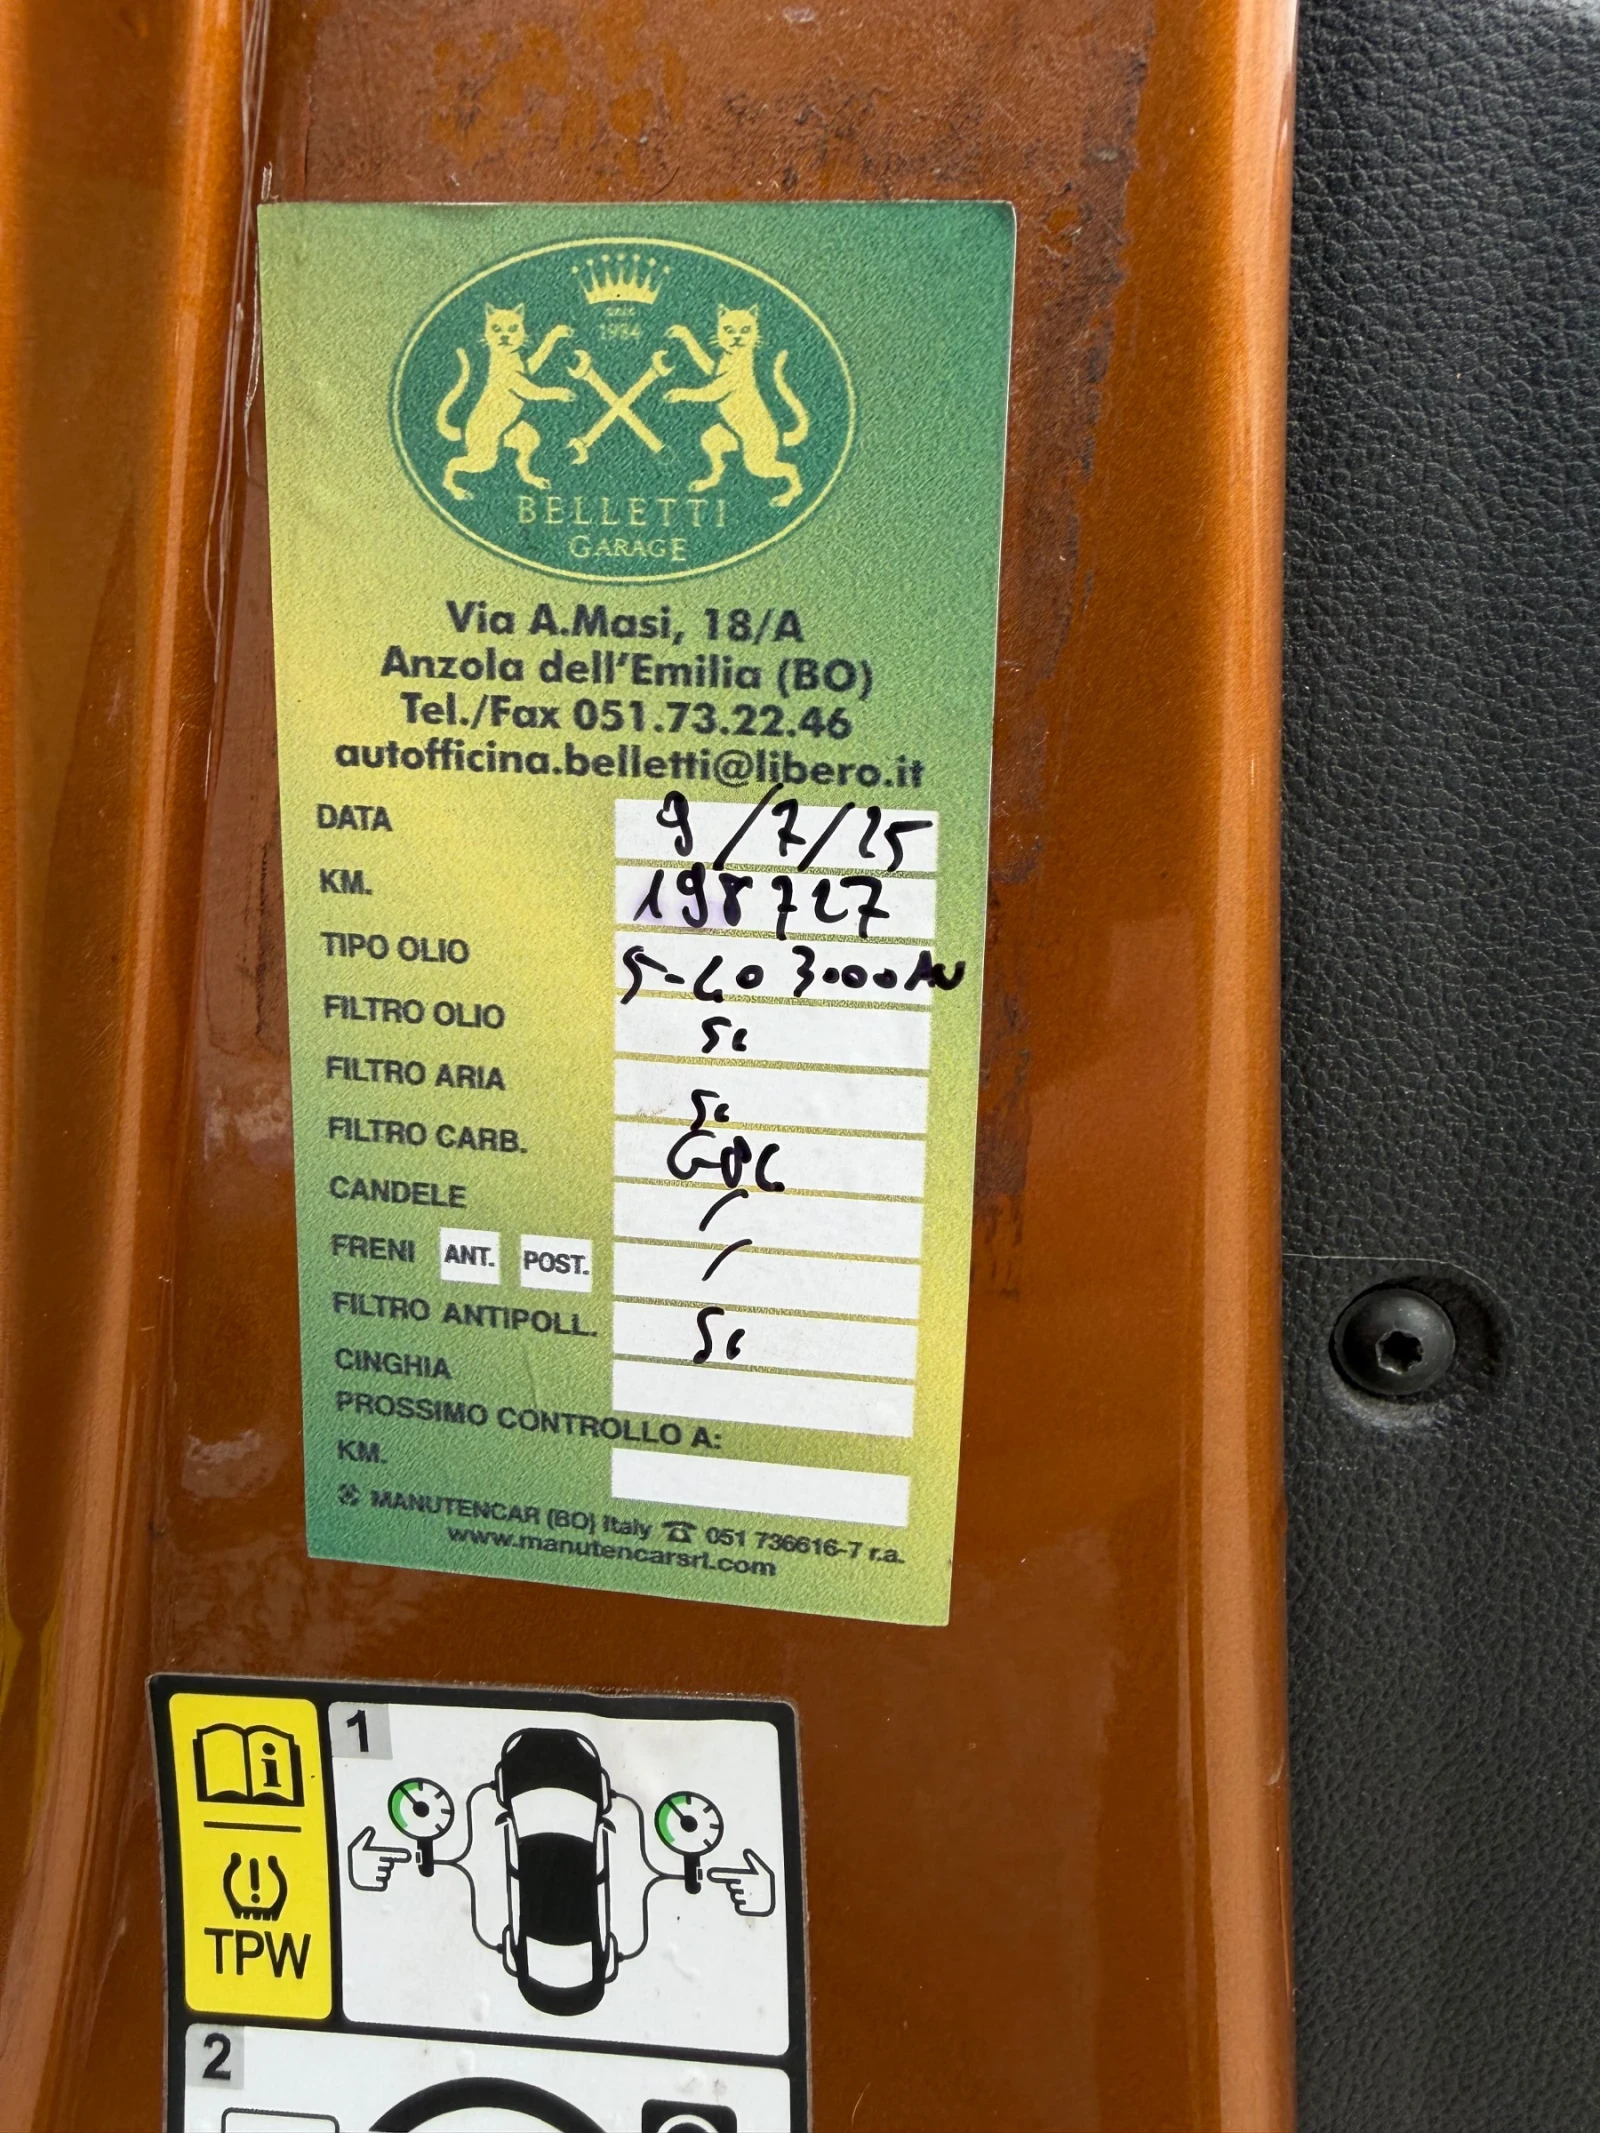 SINCE
1934
BELLETTI
GARAGE
Via A.Masi, 18/A
Anzola dell'Emilia (BO)
Tel./Fax 051.73.22.46
autofficina.belletti@libero.it
DATA 9/7/25
KM. 198727
TIPO OLIO 5-40 3000
FILTRO OLIO Si
FILTRO ARIA Si
FILTRO CARB. GPL
CANDELE /
FRENI ANT. POST. /
FILTRO ANTIPOLL. Si
CINGHIA
PROSSIMO CONTROLLO A:
KM.
MANUTENCAR (BO) Italy ☎ 051 736616-7 r.a.
www.manutencarsrl.com
1
i
TPW
2